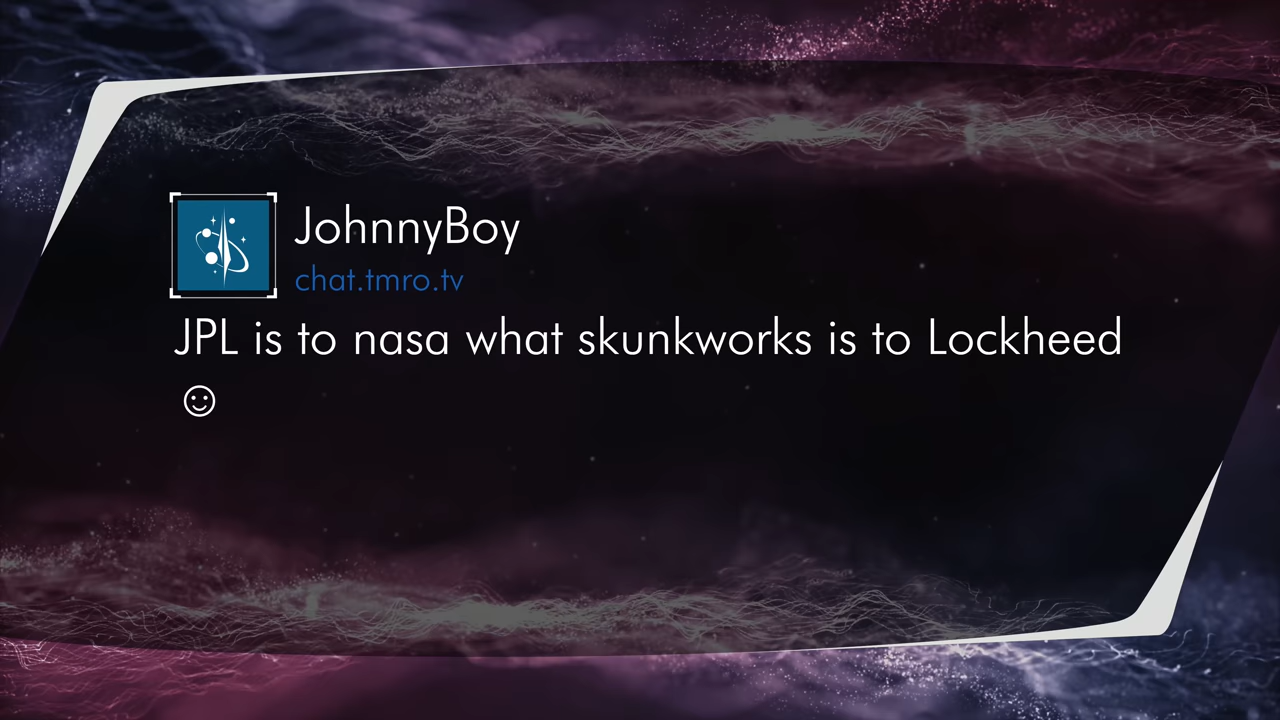 JohnnyBoy
chat.tmro.tv
JPL is to nasa what skunkworks is to Lockheed
☺